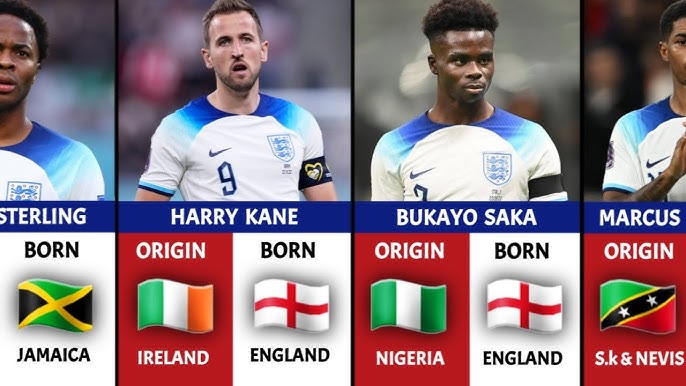 9
7
STERLING
HARRY KANE
BUKAYO SAKA
MARCUS
BORN
ORIGIN
BORN
ORIGIN
BORN
ORIGIN
JAMAICA
IRELAND
ENGLAND
NIGERIA
ENGLAND
S.k & NEVIS